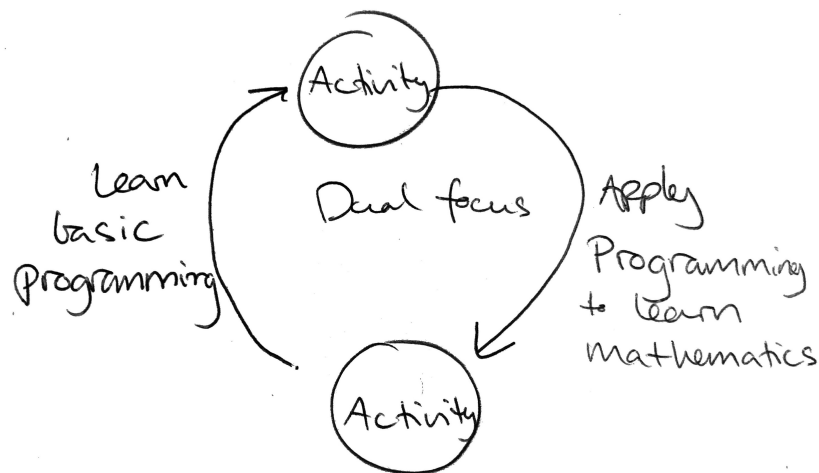 Activity
Learn
basic
programming
Dual focus
Apply
Programming
to learn
mathematics
Activity